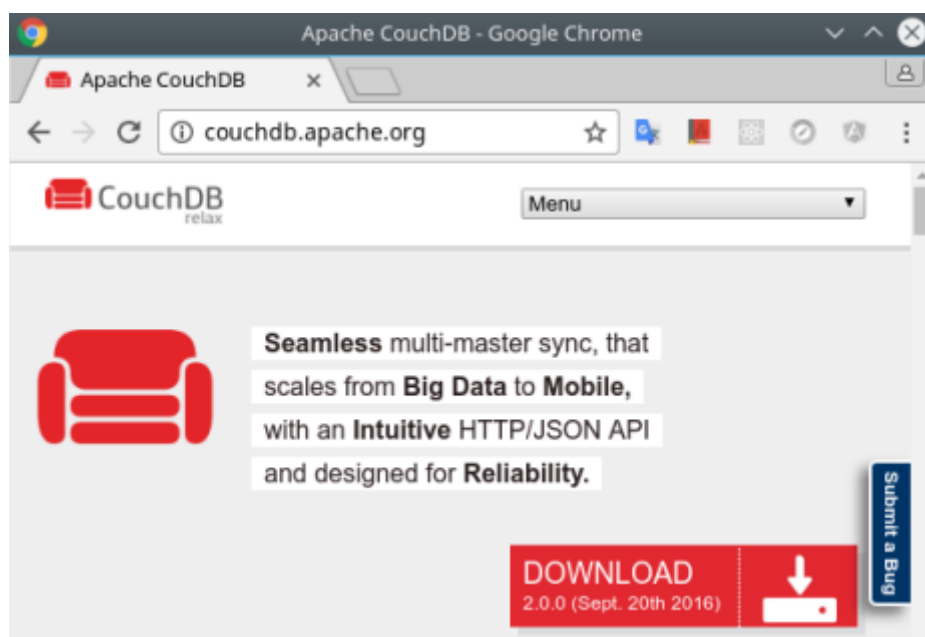 Apache CouchDB - Google Chrome
Apache CouchDB
couchdb.apache.org
CouchDB
relax
Menu
Seamless multi-master sync, that
scales from Big Data to Mobile,
with an Intuitive HTTP/JSON API
and designed for Reliability.
Submit a Bug
DOWNLOAD
2.0.0 (Sept. 20th 2016)